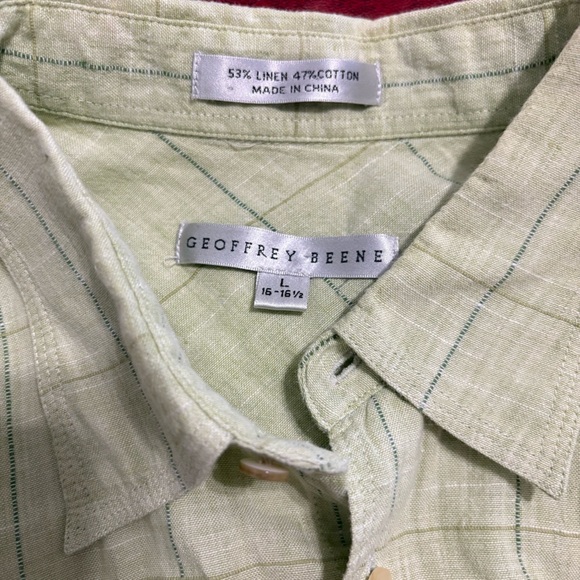 53% LINEN 47% COTTON
MADE IN CHINA
GEOFFREY BEENE
L
16-16½